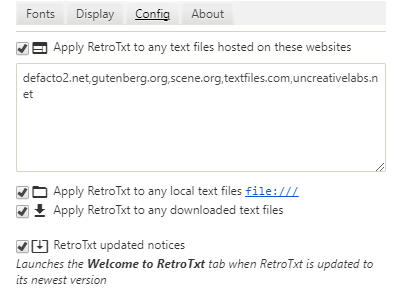 Fonts Display Config About
Apply RetroTxt to any text files hosted on these websites
defacto2.net,gutenberg.org,scene.org,textfiles.com,uncreativelabs.n
et
Apply RetroTxt to any local text files file:///
Apply RetroTxt to any downloaded text files
RetroTxt updated notices
Launches the Welcome to RetroTxt tab when RetroTxt is updated to
its newest version